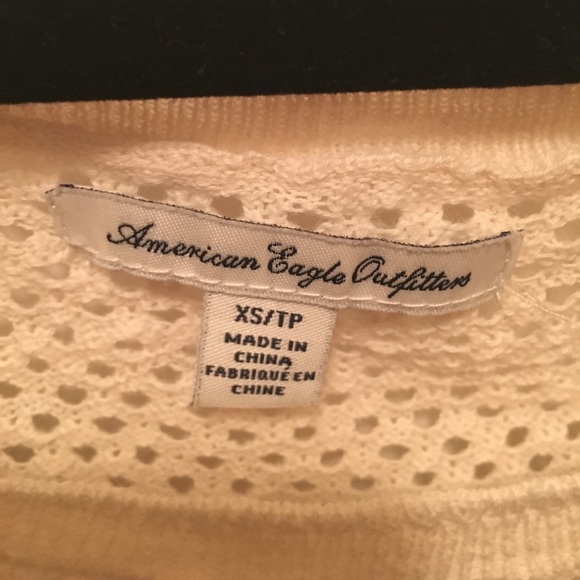 American Eagle Outfitters
XS/TP
MADE IN
CHINA
FABRIQUÉ EN
CHINE